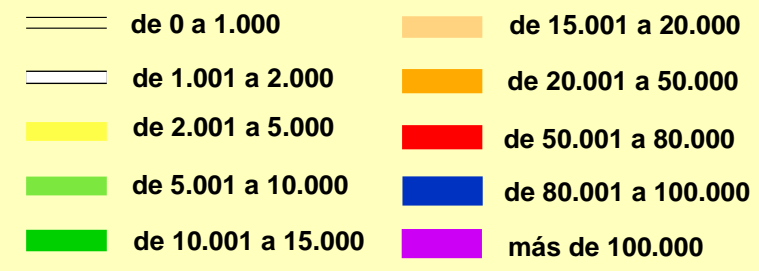 de 0 a 1.000
de 1.001 a 2.000
de 2.001 a 5.000
de 5.001 a 10.000
de 10.001 a 15.000
de 15.001 a 20.000
de 20.001 a 50.000
de 50.001 a 80.000
de 80.001 a 100.000
más de 100.000